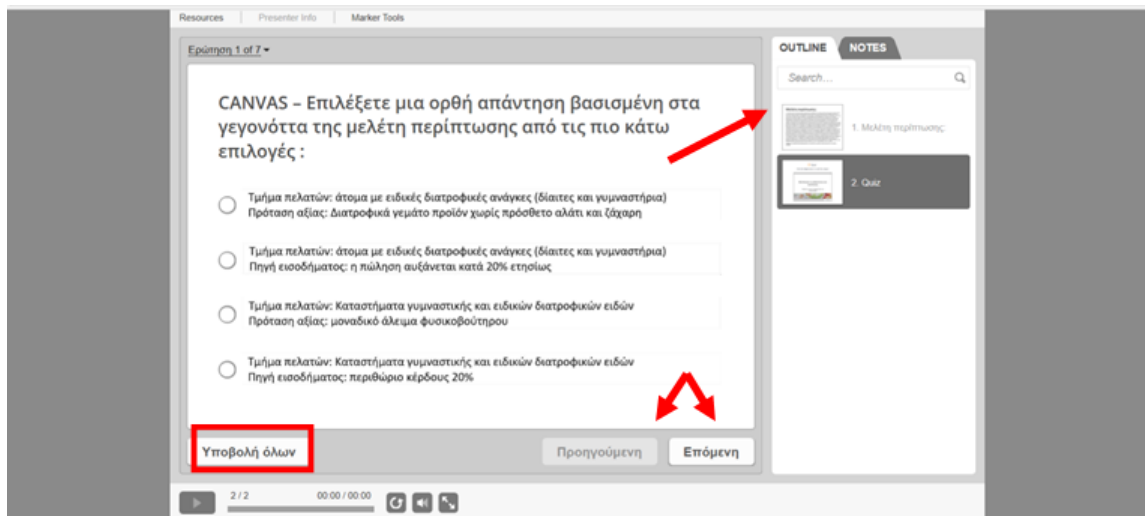 Resources Presenter Info Marker Tools
Ερώτηση 1 of 7
CANVAS – Επιλέξετε μια ορθή απάντηση βασισμένη στα
γεγονόττα της μελέτη περίπτωσης από τις πιο κάτω
επιλογές :
Τμήμα πελατών: άτομα με ειδικές διατροφικές ανάγκες (δίαιτες και γυμναστήρια)
Πρόταση αξίας: Διατροφικά γεμάτο προϊόν χωρίς πρόσθετο αλάτι και ζάχαρη
Τμήμα πελατών: άτομα με ειδικές διατροφικές ανάγκες (δίαιτες και γυμναστήρια)
Πηγή εισοδήματος: η πώληση αυξάνεται κατά 20% ετησίως
Τμήμα πελατών: Καταστήματα γυμναστικής και ειδικών διατροφικών ειδών
Πρόταση αξίας: μοναδικό άλειμα φυσικοβούτηρου
Τμήμα πελατών: Καταστήματα γυμναστικής και ειδικών διατροφικών ειδών
Πηγή εισοδήματος: περιθώριο κέρδους 20%
Υποβολή όλων Προηγούμενη Επόμενη
OUTLINE NOTES
Search...
1. Μελέτη περίπτωσης:
2. Quiz
2 / 2 00:00 / 00:00